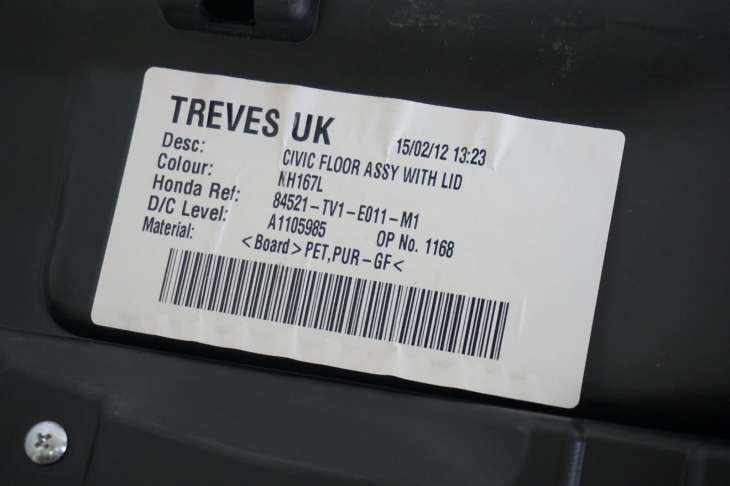 TREVES UK 15/02/12 13:23
Desc: CIVIC FLOOR ASSY WITH LID
Colour: NH167L
Honda Ref: 84521-TV1-E011-M1
D/C Level: A1105985 OP No. 1168
Material: <Board>PET,PUR-GF<